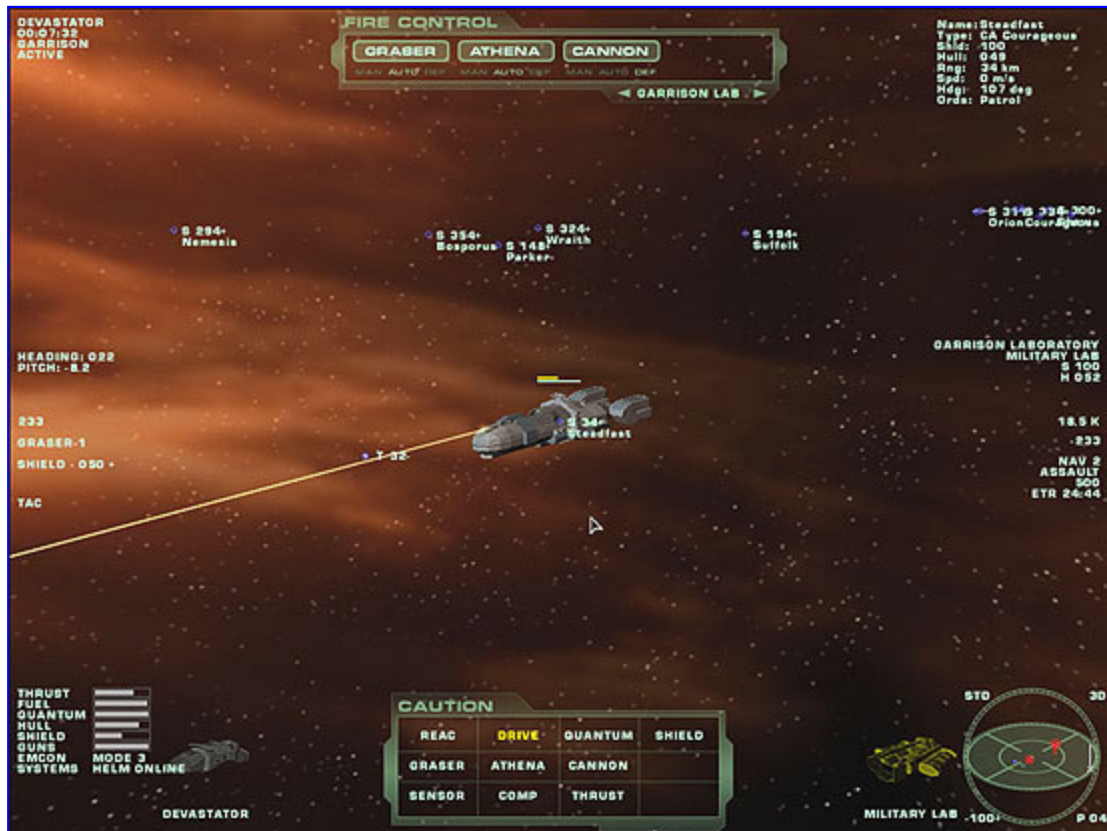 DEVASTATOR
00:07:32
GARRISON
ACTIVE
FIRE CONTROL
GRASER ATHENA CANNON
MAN AUTO DEF MAN AUTO DEF MAN AUTO DEF
GARRISON LAB
Name: Steadfast
Type: CA Courageous
Shld: 100
Hull: 049
Rng: 34 km
Spd: 0 m/s
Hdg: 107 deg
Ords: Patrol
S 294-
Nemesis
S 354+
Bosporus
S 148+
Parker-
S 324+
Wraith
S 194-
Suffolk
Orion
HEADING: 022
PITCH: -8.2
GARRISON LABORATORY
MILITARY LAB
S 100
H 052
S 34+
Steadfast
233
GRASER-1
SHIELD - 050 +
TAC
18.5 K
-233
NAV 2
ASSAULT
500
ETR 24:44
THRUST
FUEL
QUANTUM
HULL
SHIELD
GUNS
EMCON MODE 3
SYSTEMS HELM ONLINE
DEVASTATOR
CAUTION
REAC DRIVE QUANTUM SHIELD
GRASER ATHENA CANNON
SENSOR COMP THRUST
MILITARY LAB
STD 3D
-100+ P 04